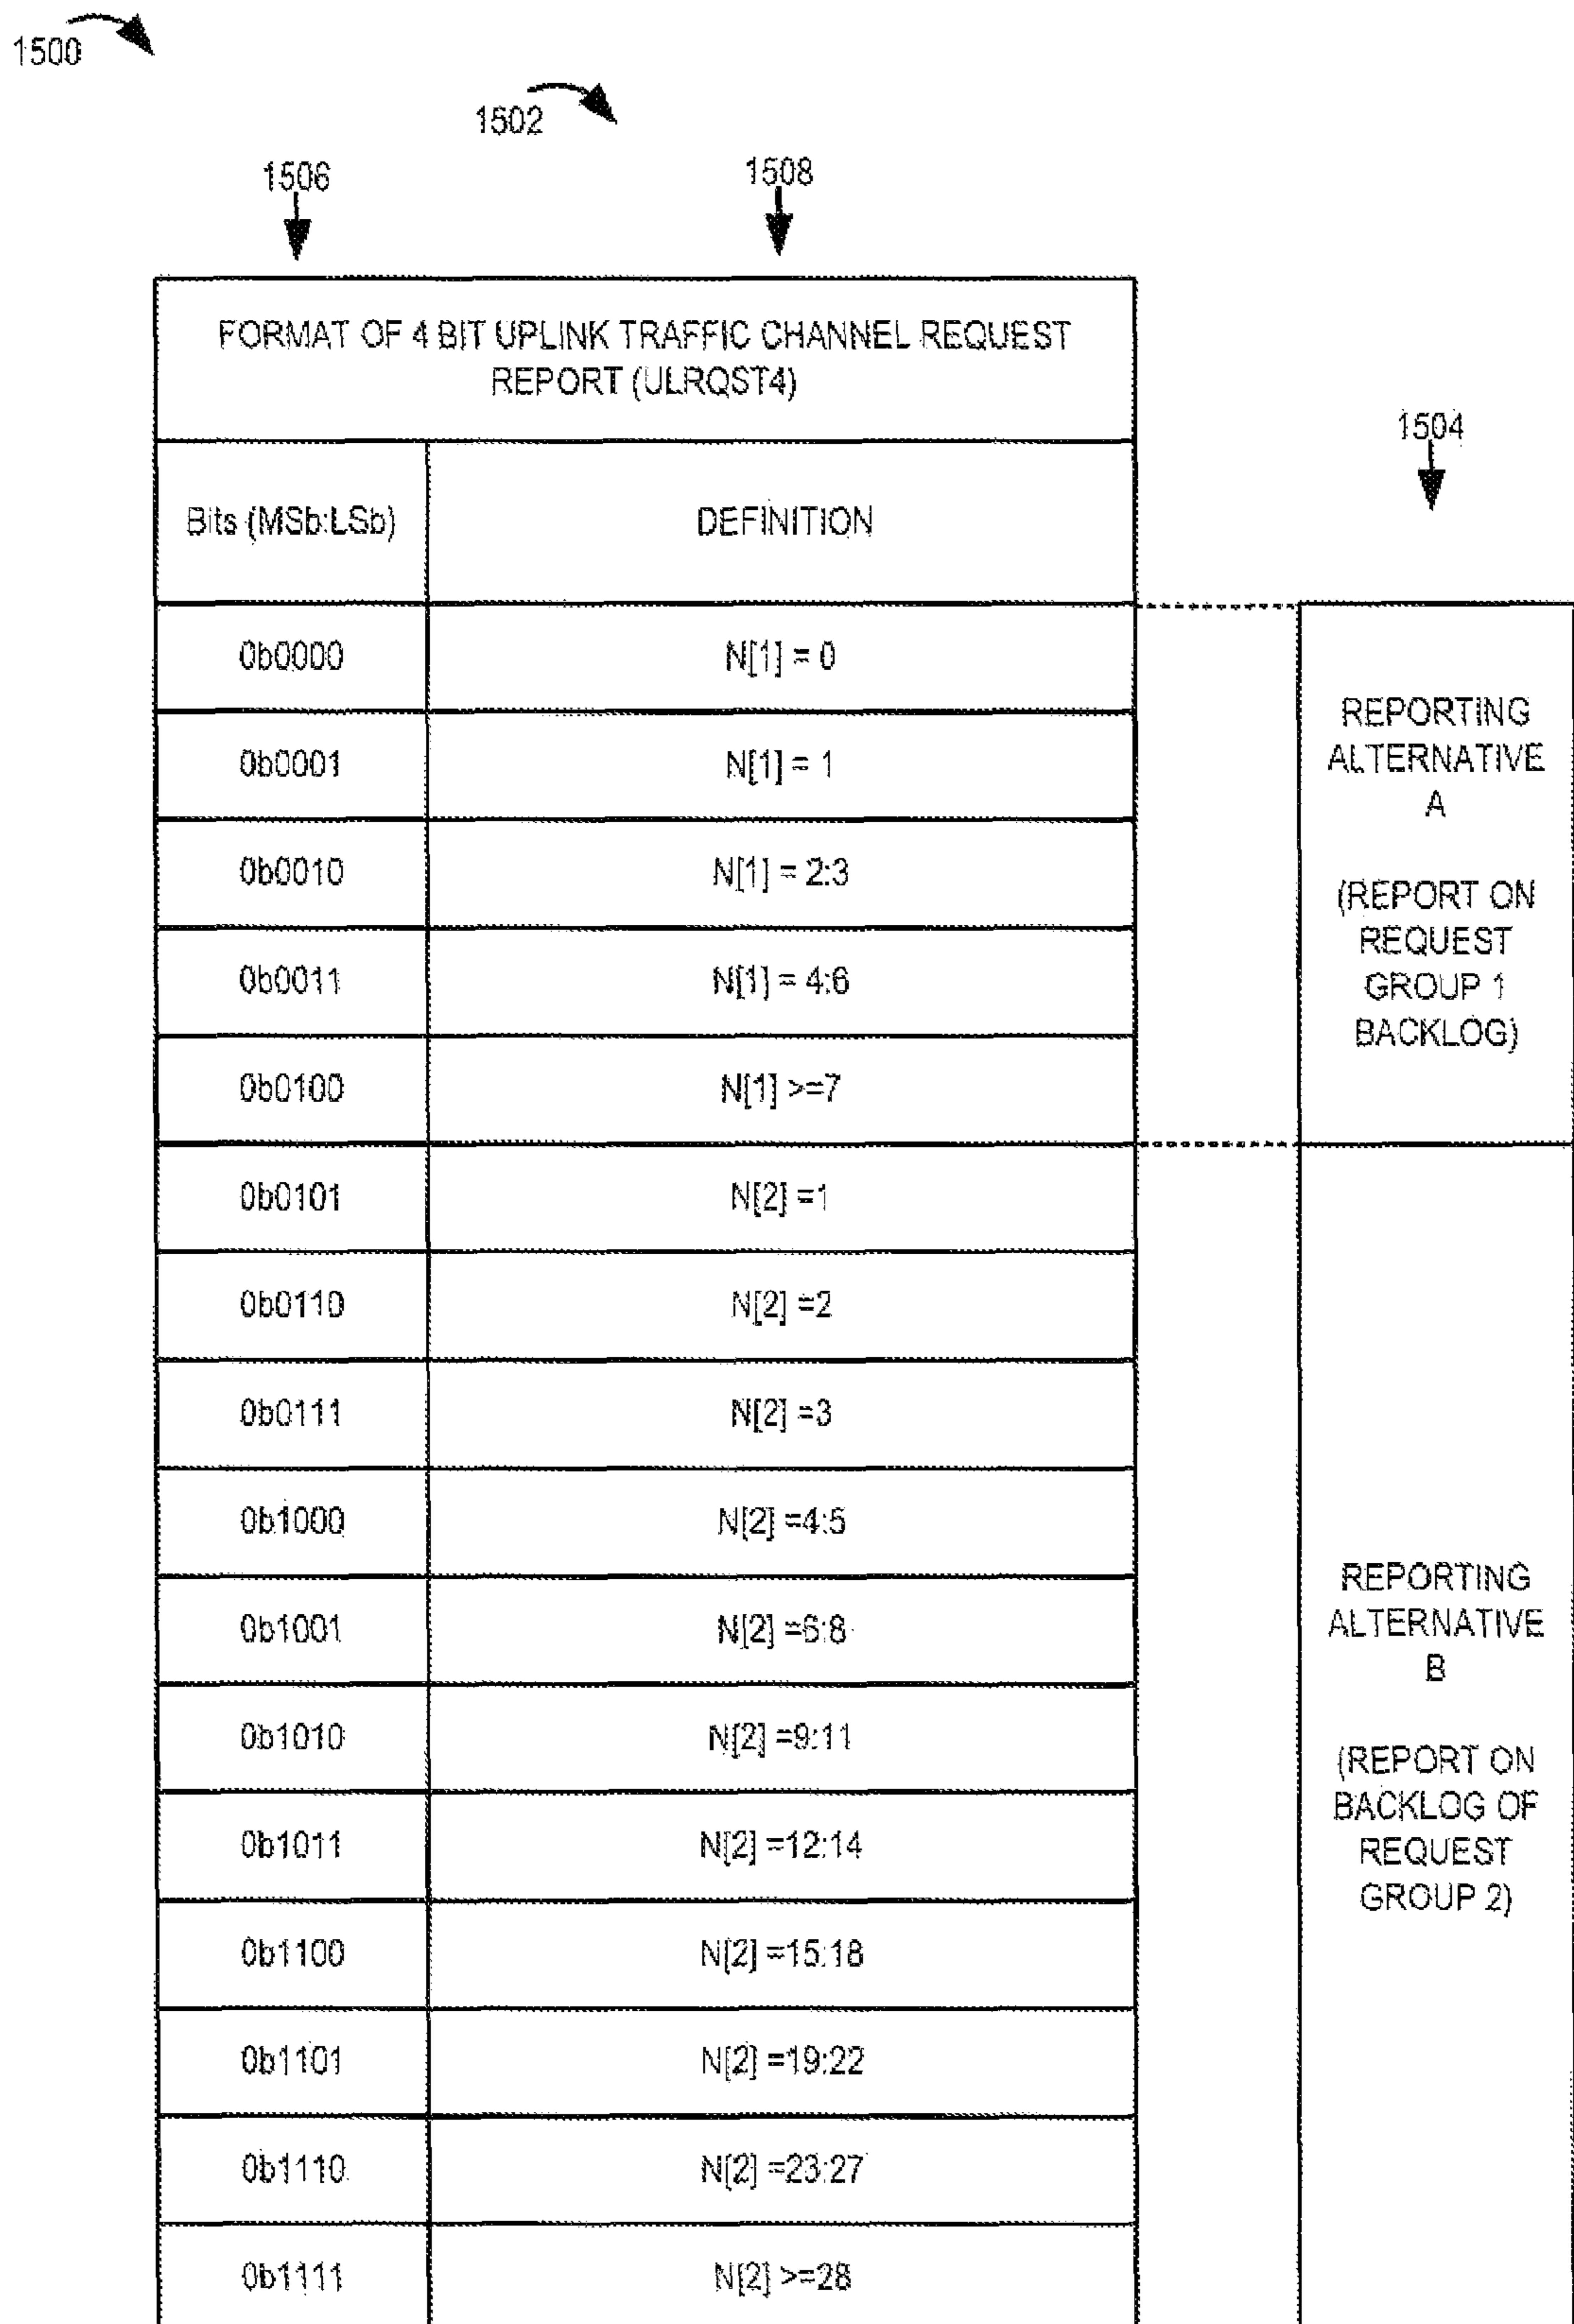 1500
1502
1506
1508
FORMAT OF 4 BIT UPLINK TRAFFIC CHANNEL REQUEST
REPORT (ULRQST4)
1504
Bits (MSb:LSb)
DEFINITION
0b0000
N[1] = 0
0b0001
N[1] = 1
0b0010
N[1] = 2:3
0b0011
N[1] = 4:6
0b0100
N[1] >=7
REPORTING
ALTERNATIVE
A
(REPORT ON
REQUEST
GROUP 1
BACKLOG)
0b0101
N[2] =1
0b0110
N[2] =2
0b0111
N[2] =3
0b1000
N[2] =4:5
0b1001
N[2] =6:8
0b1010
N[2] =9:11
0b1011
N[2] =12:14
0b1100
N[2] =15:18
0b1101
N[2] =19:22
0b1110
N[2] =23:27
0b1111
N[2] >=28
REPORTING
ALTERNATIVE
B
(REPORT ON
BACKLOG OF
REQUEST
GROUP 2)